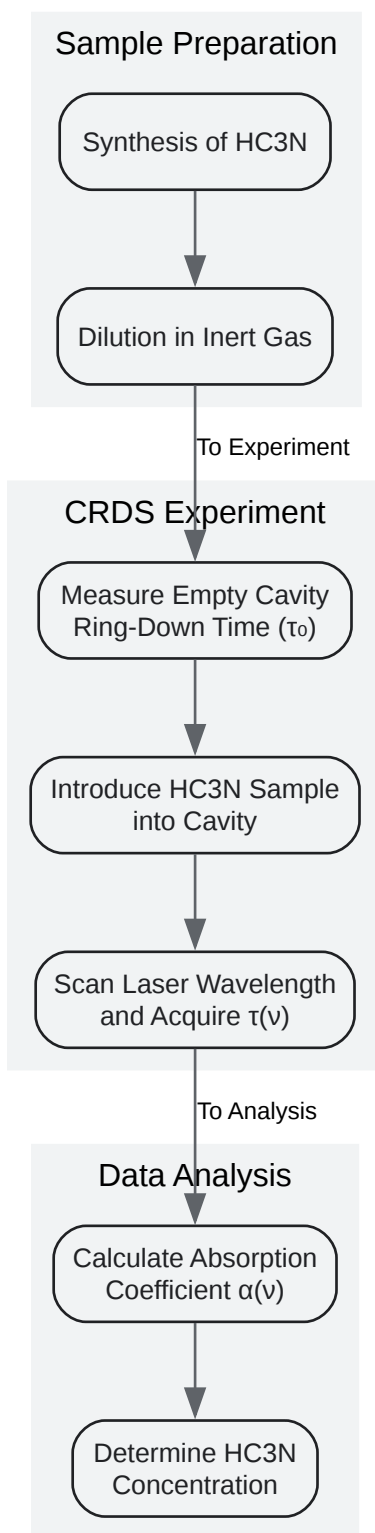 Sample Preparation
Synthesis of HC3N
Dilution in Inert Gas
To Experiment
CRDS Experiment
Measure Empty Cavity
Ring-Down Time (τ₀)
Introduce HC3N Sample
into Cavity
Scan Laser Wavelength
and Acquire τ(ν)
To Analysis
Data Analysis
Calculate Absorption
Coefficient α(ν)
Determine HC3N
Concentration